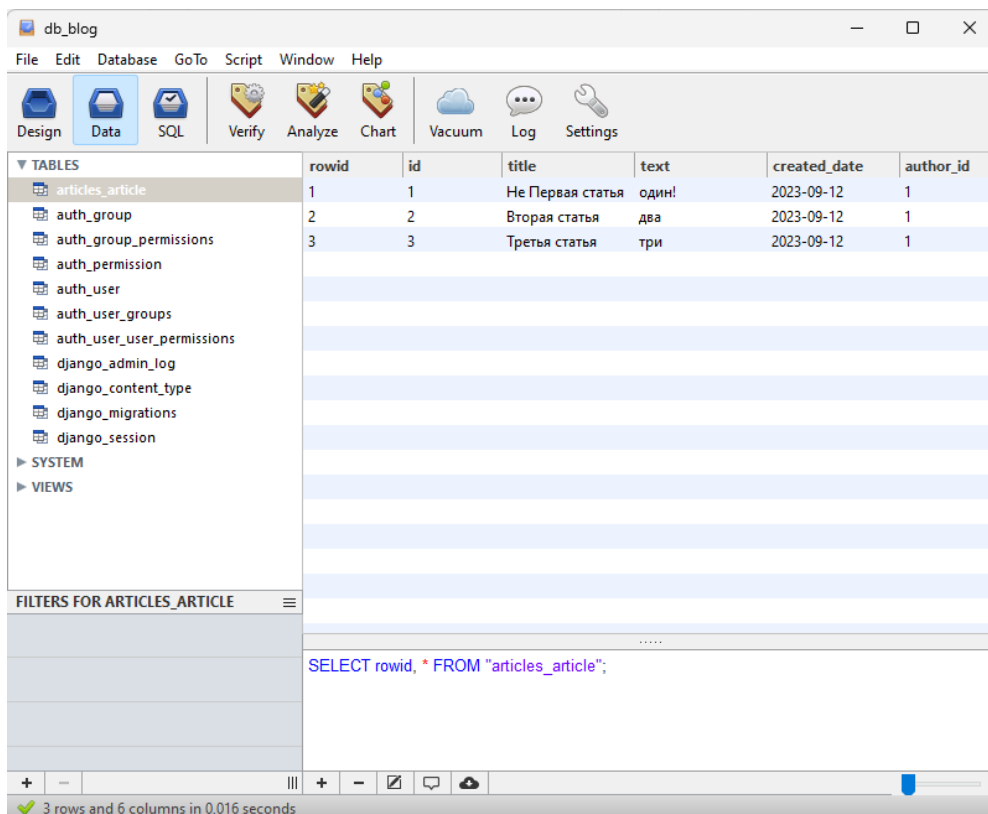 db_blog
File Edit Database GoTo Script Window Help
Design Data SQL Verify Analyze Chart Vacuum Log Settings
TABLES
articles_article
auth_group
auth_group_permissions
auth_permission
auth_user
auth_user_groups
auth_user_user_permissions
django_admin_log
django_content_type
django_migrations
django_session
SYSTEM
VIEWS
FILTERS FOR ARTICLES_ARTICLE
rowid id title text created_date author_id
1 1 Не Первая статья один! 2023-09-12 1
2 2 Вторая статья два 2023-09-12 1
3 3 Третья статья три 2023-09-12 1
SELECT rowid, * FROM "articles_article";
3 rows and 6 columns in 0,016 seconds